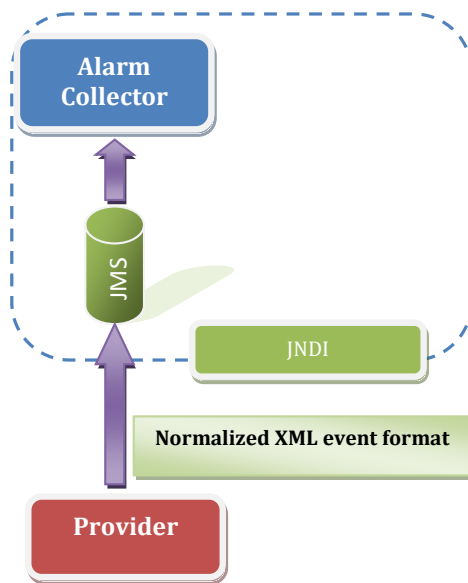 Alarm
Collector
JMS
JNDI
Normalized XML event format
Provider